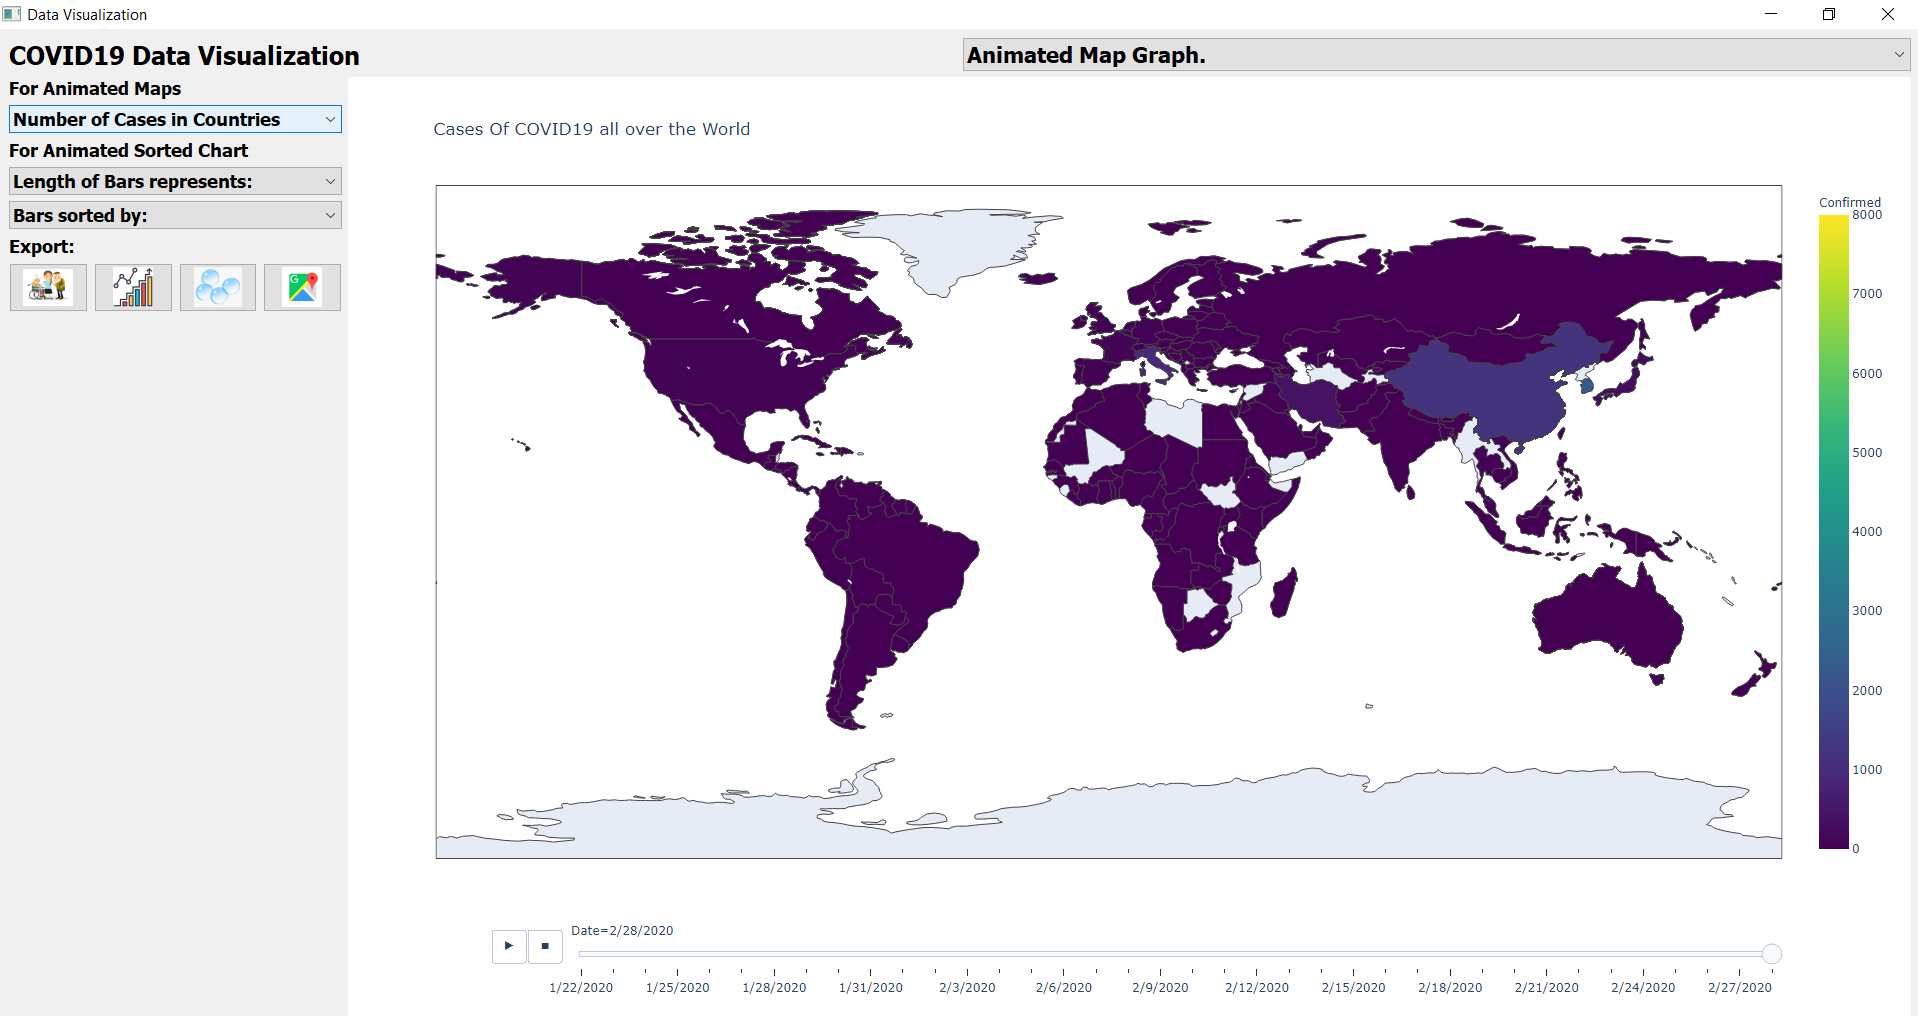 Data Visualization
COVID19 Data Visualization
Animated Map Graph.
For Animated Maps
Number of Cases in Countries
For Animated Sorted Chart
Length of Bars represents:
Bars sorted by:
Export:
G
Cases Of COVID19 all over the World
Confirmed
8000
7000
6000
5000
4000
3000
2000
1000
0
Date=2/28/2020
1/22/2020 1/25/2020 1/28/2020 1/31/2020 2/3/2020 2/6/2020 2/9/2020 2/12/2020 2/15/2020 2/18/2020 2/21/2020 2/24/2020 2/27/2020